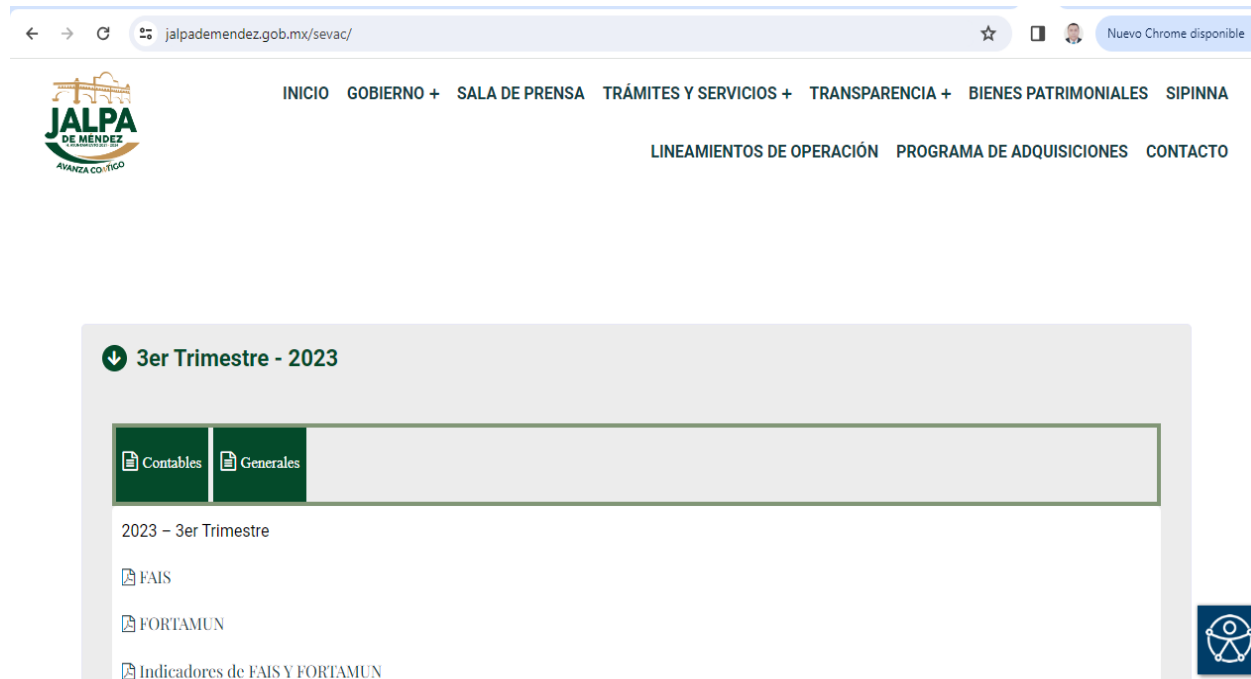 jalpademendez.gob.mx/sevac/
Nuevo Chrome disponible
JALPA
DE MÉNDEZ
AVANZA CONTIGO
INICIO GOBIERNO + SALA DE PRENSA TRÁMITES Y SERVICIOS + TRANSPARENCIA + BIENES PATRIMONIALES SIPINNA
LINEAMIENTOS DE OPERACIÓN PROGRAMA DE ADQUISICIONES CONTACTO
3er Trimestre - 2023
Contables Generales
2023 – 3er Trimestre
FAIS
FORTAMUN
Indicadores de FAIS Y FORTAMUN